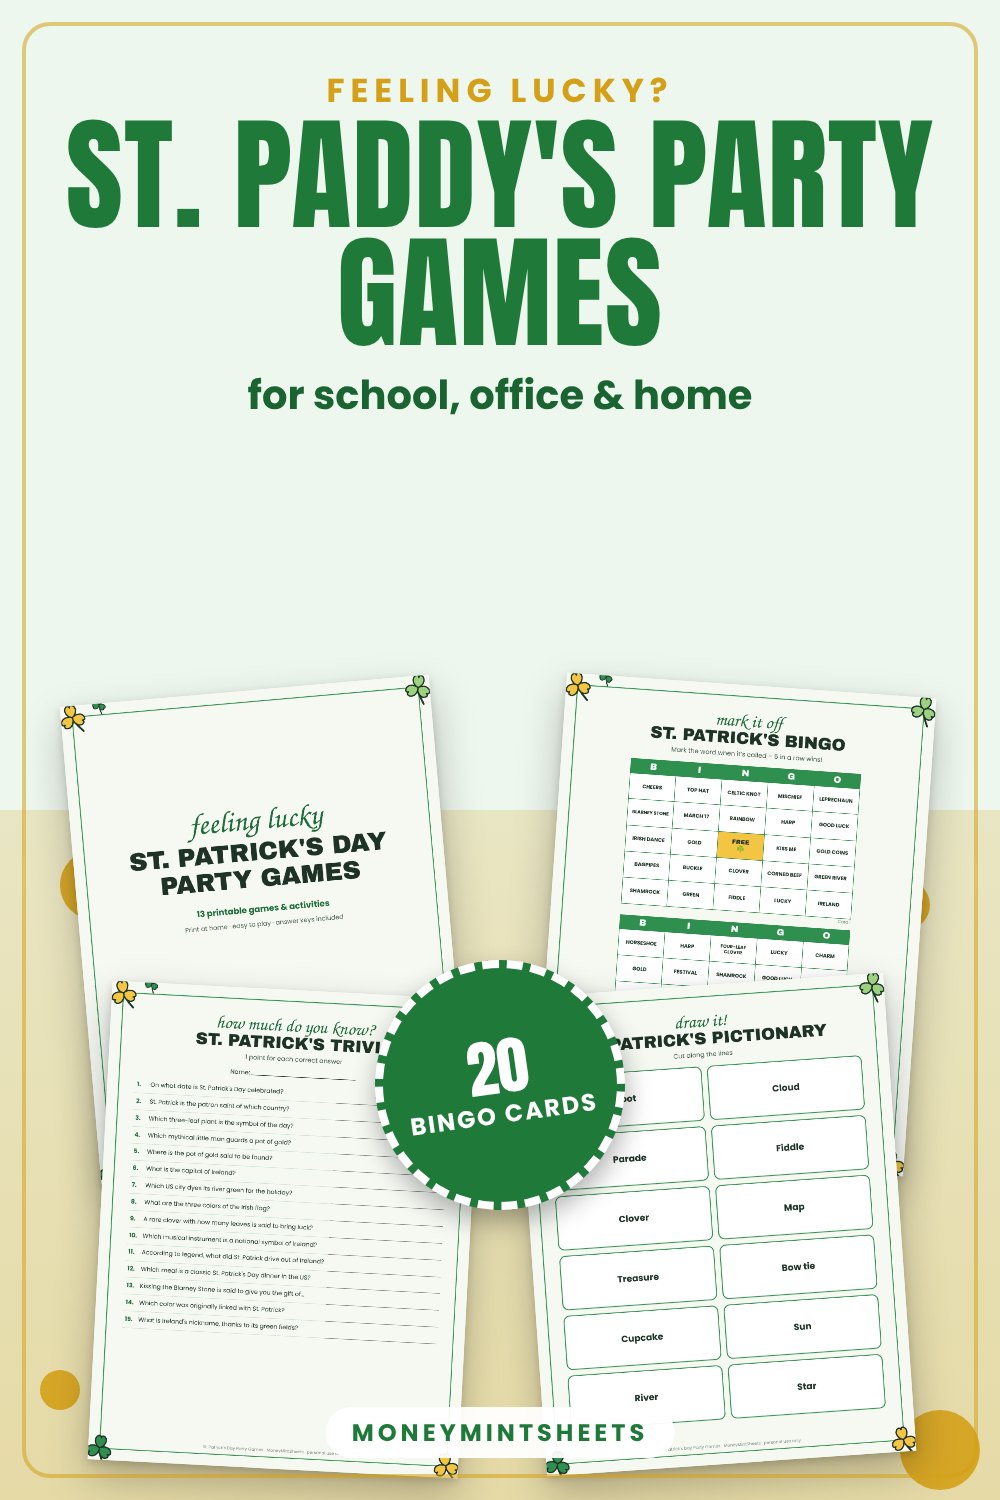 FEELING LUCKY?
ST. PADDY'S PARTY
GAMES
for school, office & home
feeling lucky
ST. PATRICK'S DAY
PARTY GAMES
13 printable games & activities
Print at home · easy to play · answer keys included
mark it off
ST. PATRICK'S BINGO
Mark the word when it's called – 5 in a row wins!
B I N G O
CHEERS TOP HAT CELTIC KNOT MISCHIEF LEPRECHAUN
BLARNEY STONE MARCH 17 RAINBOW HARP GOOD LUCK
IRISH DANCE GOLD FREE KISS ME GOLD COINS
BAGPIPES BUCKLE CLOVER CORNED BEEF GREEN RIVER
SHAMROCK GREEN FIDDLE LUCKY IRELAND
B I N G O
HORSESHOE HARP FOUR-LEAF CLOVER LUCKY CHARM
GOLD FESTIVAL SHAMROCK GOOD
how much do you know?
ST. PATRICK'S TRIVI
1 point for each correct answer
Name:
1. On what date is St. Patrick's Day celebrated?
2. St. Patrick is the patron saint of which country?
3. Which three-leaf plant is the symbol of the day?
4. Which mythical little man guards a pot of gold?
5. Where is the pot of gold said to be found?
6. What is the capital of Ireland?
7. Which US city dyes its river green for the holiday?
8. What are the three colors of the Irish flag?
9. A rare clover with how many leaves is said to bring luck?
10. Which musical instrument is a national symbol of Ireland?
11. According to legend, what did St. Patrick drive out of Ireland?
12. Which meal is a classic St. Patrick's Day dinner in the US?
13. Kissing the Blarney Stone is said to give you the gift of...
14. Which color was originally linked with St. Patrick?
15. What is Ireland's nickname, thanks to its green fields?
20
BINGO CARDS
draw it!
PATRICK'S PICTIONARY
Cut along the lines
oot Cloud
Parade Fiddle
Clover Map
Treasure Bow tie
Cupcake Sun
River Star
MONEYMINTSHEETS